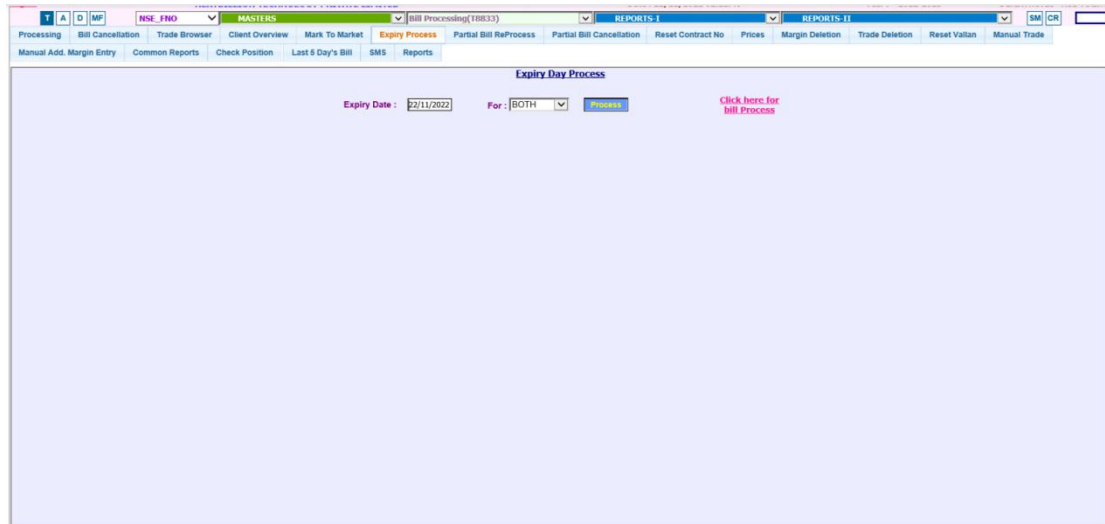 T A D MF NSE_FNO MASTERS Bill Processing(T8833) REPORTS-I REPORTS-II SM CR
Processing Bill Cancellation Trade Browser Client Overview Mark To Market Expiry Process Partial Bill ReProcess Partial Bill Cancellation Reset Contract No Prices Margin Deletion Trade Deletion Reset Vallan Manual Trade
Manual Add. Margin Entry Common Reports Check Position Last 5 Day's Bill SMS Reports
Expiry Day Process
Expiry Date : 22/11/2022 For : BOTH Process Click here for
bill Process